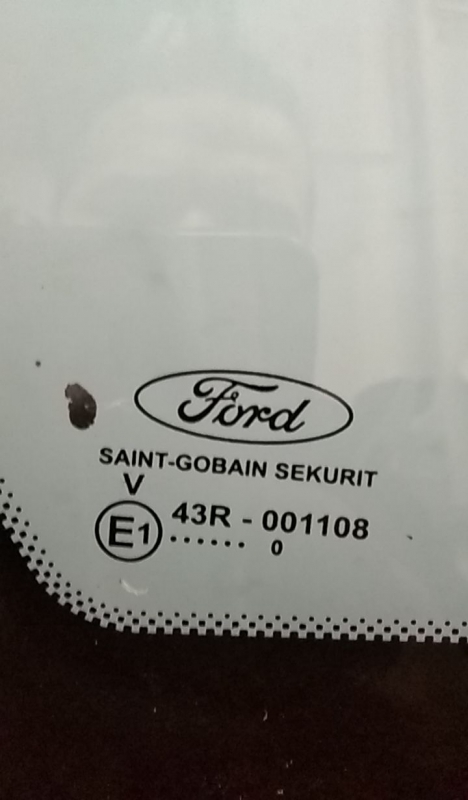 Ford
SAINT-GOBAIN SEKURIT
V
E1 43R - 001108
...... 0